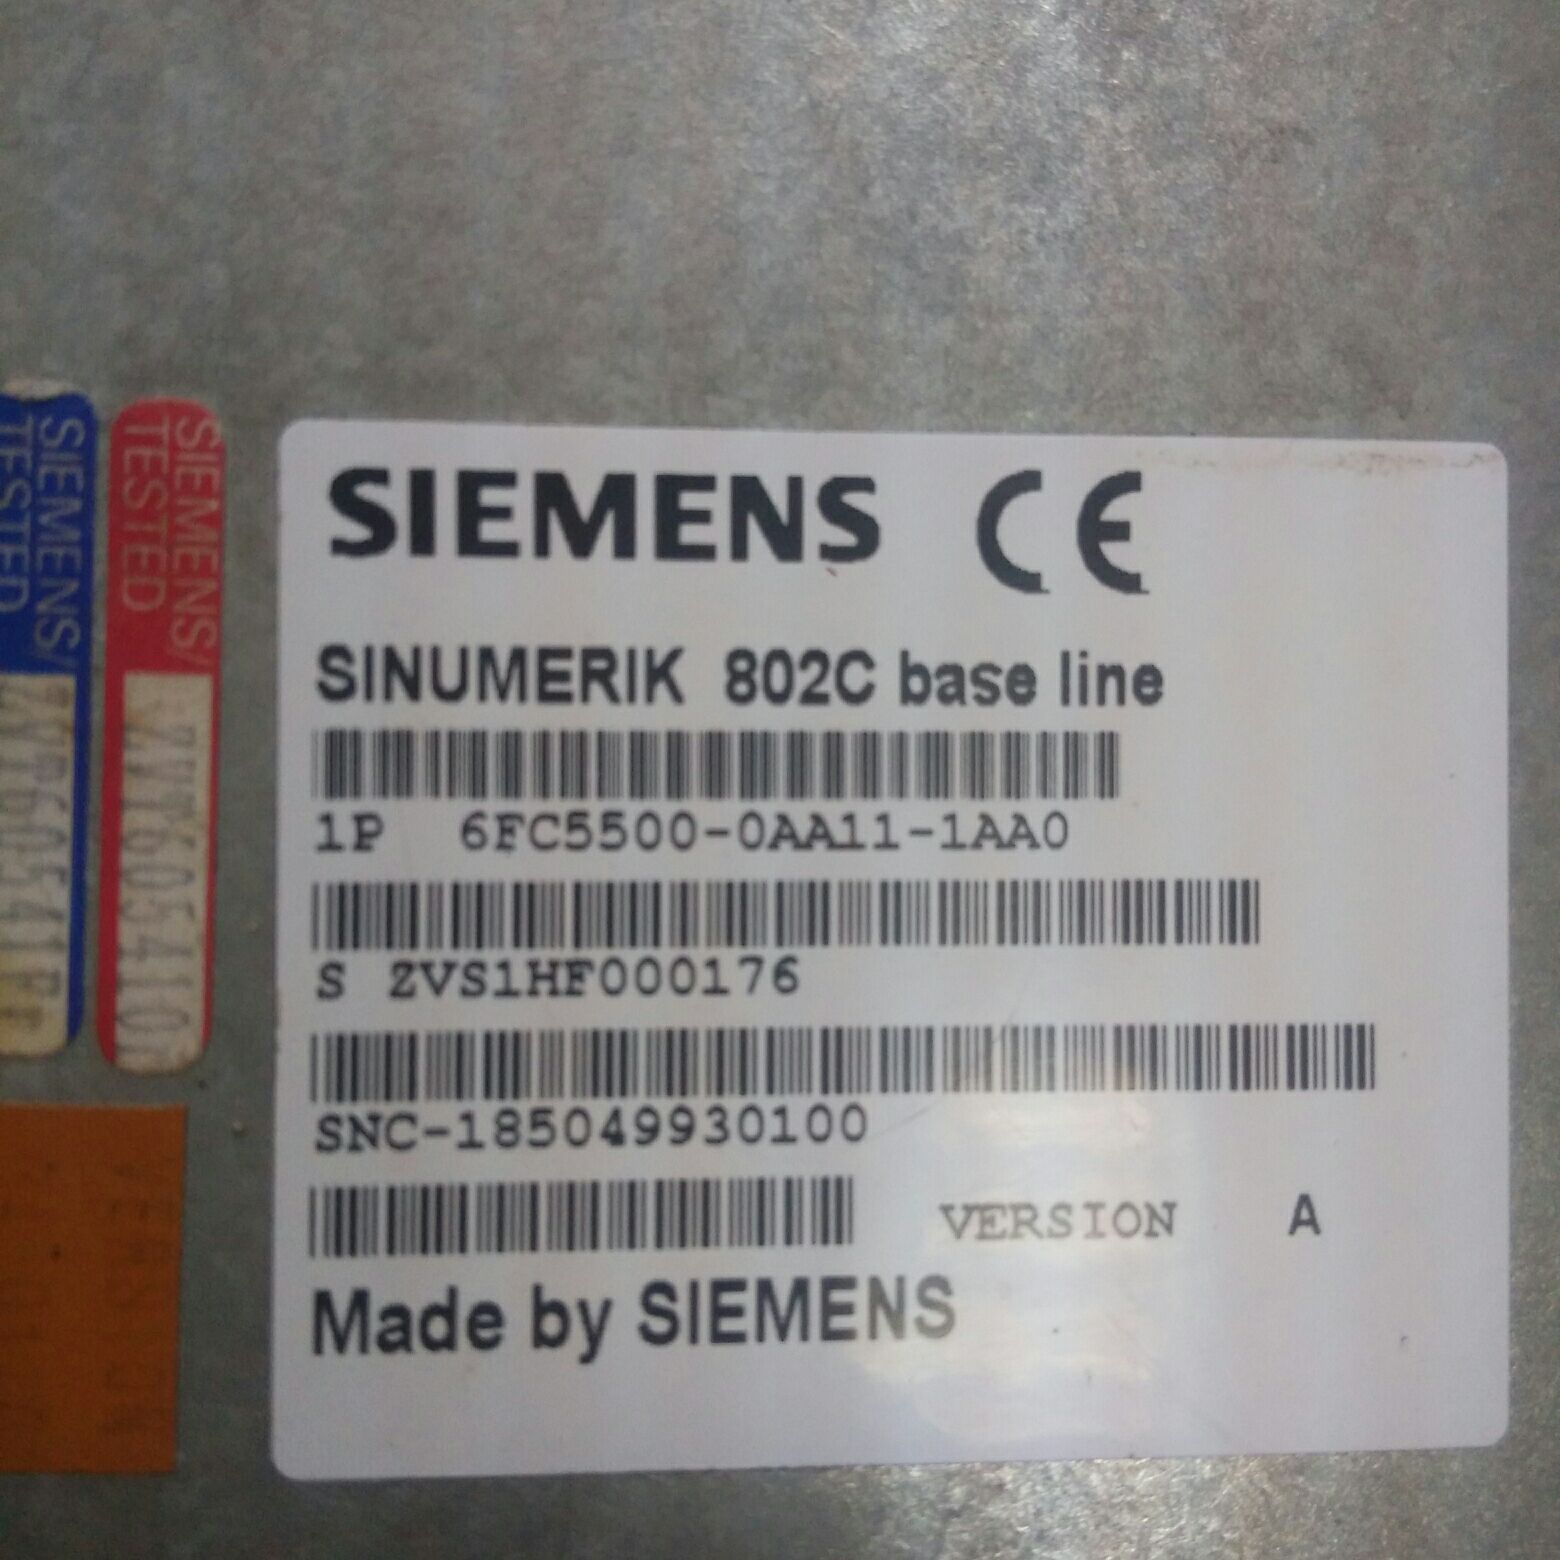 SIEMENS CE
SINUMERIK 802C base line
1P 6FC5500-0AA11-1AA0
S ZVS1HF000176
SNC-185049930100
VERSION A
Made by SIEMENS
SIEMENS/
TESTED
SIEMENS/
TESTED